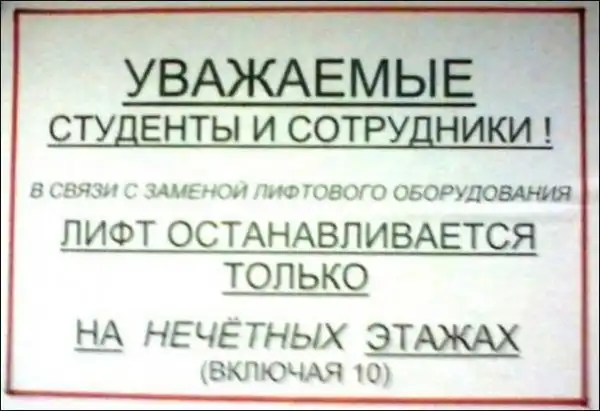 УВАЖАЕМЫЕ
СТУДЕНТЫ И СОТРУДНИКИ !
В СВЯЗИ С ЗАМЕНОЙ ЛИФТОВОГО ОБОРУДОВАНИЯ
ЛИФТ ОСТАНАВЛИВАЕТСЯ
ТОЛЬКО
НА НЕЧЁТНЫХ ЭТАЖАХ
(ВКЛЮЧАЯ 10)